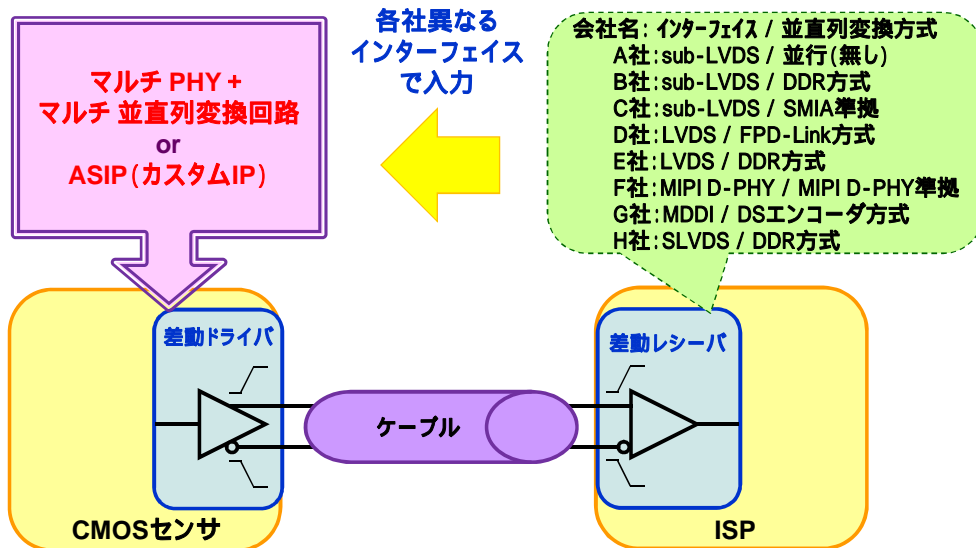 マルチ PHY +
マルチ 並直列変換回路
or
ASIP(カスタムIP)
各社異なる
インターフェイス
で入力
会社名: インターフェイス / 並直列変換方式
A社:sub-LVDS / 並行(無し)
B社:sub-LVDS / DDR方式
C社:sub-LVDS / SMIA準拠
D社:LVDS / FPD-Link方式
E社:LVDS / DDR方式
F社:MIPI D-PHY / MIPI D-PHY準拠
G社:MDDI / DSエンコーダ方式
H社:SLVDS / DDR方式
差動ドライバ
ケーブル
差動レシーバ
CMOSセンサ
ISP